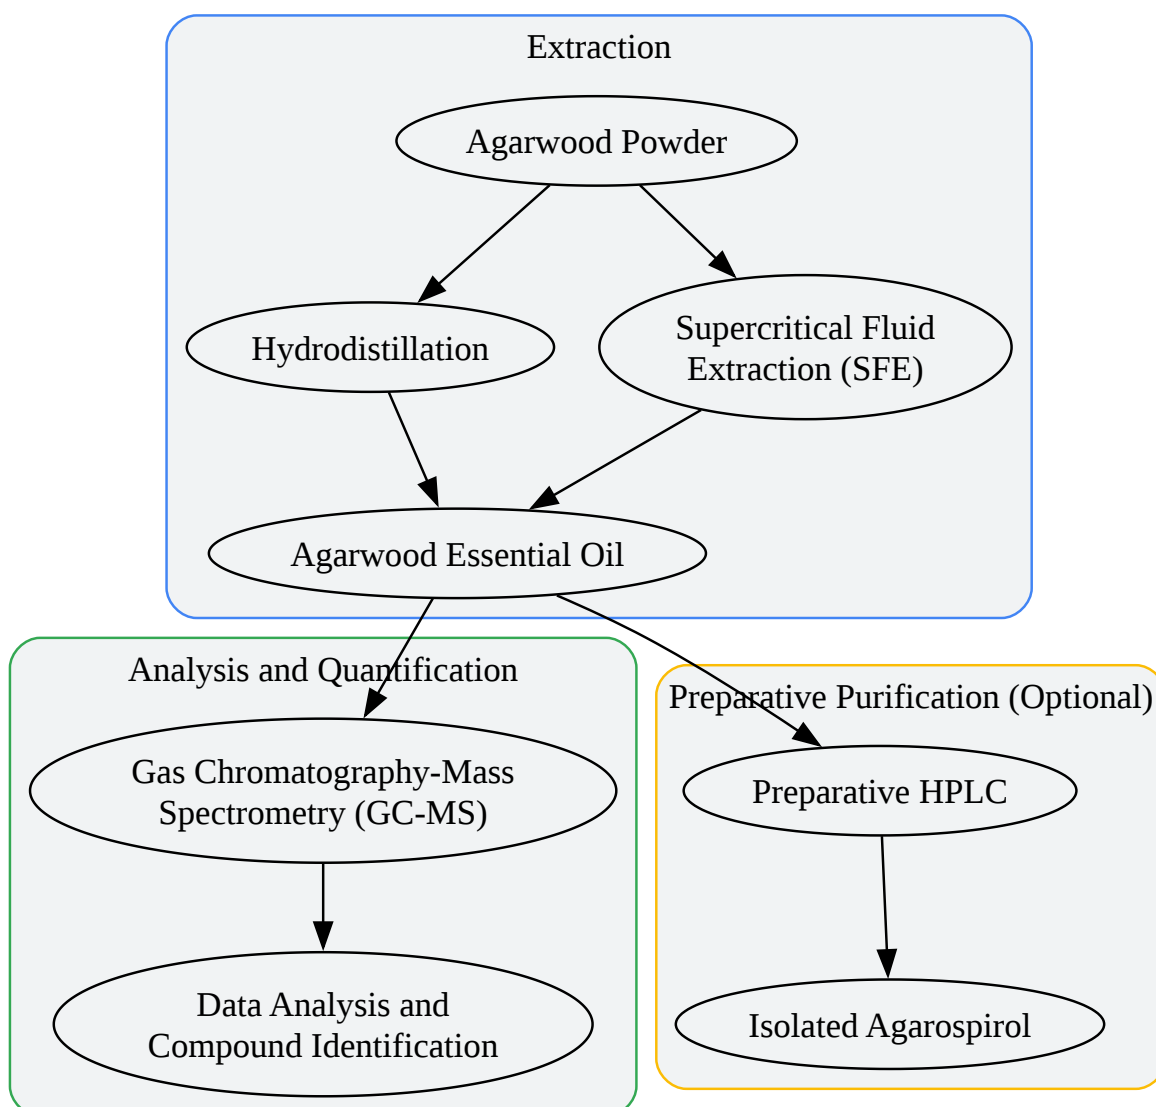 Extraction
Agarwood Powder
Hydrodistillation
Supercritical Fluid
Extraction (SFE)
Agarwood Essential Oil
Analysis and Quantification
Gas Chromatography-Mass
Spectrometry (GC-MS)
Data Analysis and
Compound Identification
Preparative Purification (Optional)
Preparative HPLC
Isolated Agarospirol